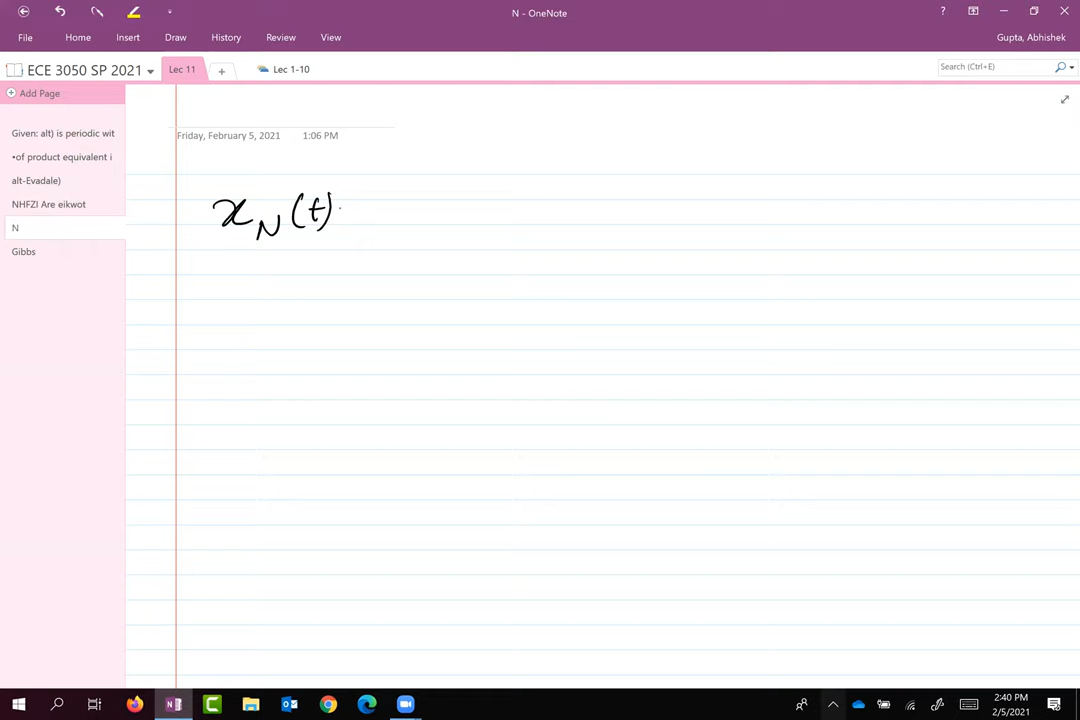 N - OneNote
?
File Home Insert Draw History Review View
Gupta, Abhishek
ECE 3050 SP 2021
Lec 11
+
Lec 1-10
Search (Ctrl+E)
Add Page
Given: alt) is periodic wit
•of product equivalent i
alt-Evadale)
NHFZI Are eikwot
N
Gibbs
Friday, February 5, 2021 1:06 PM
x_N(t)
2:40 PM
2/5/2021